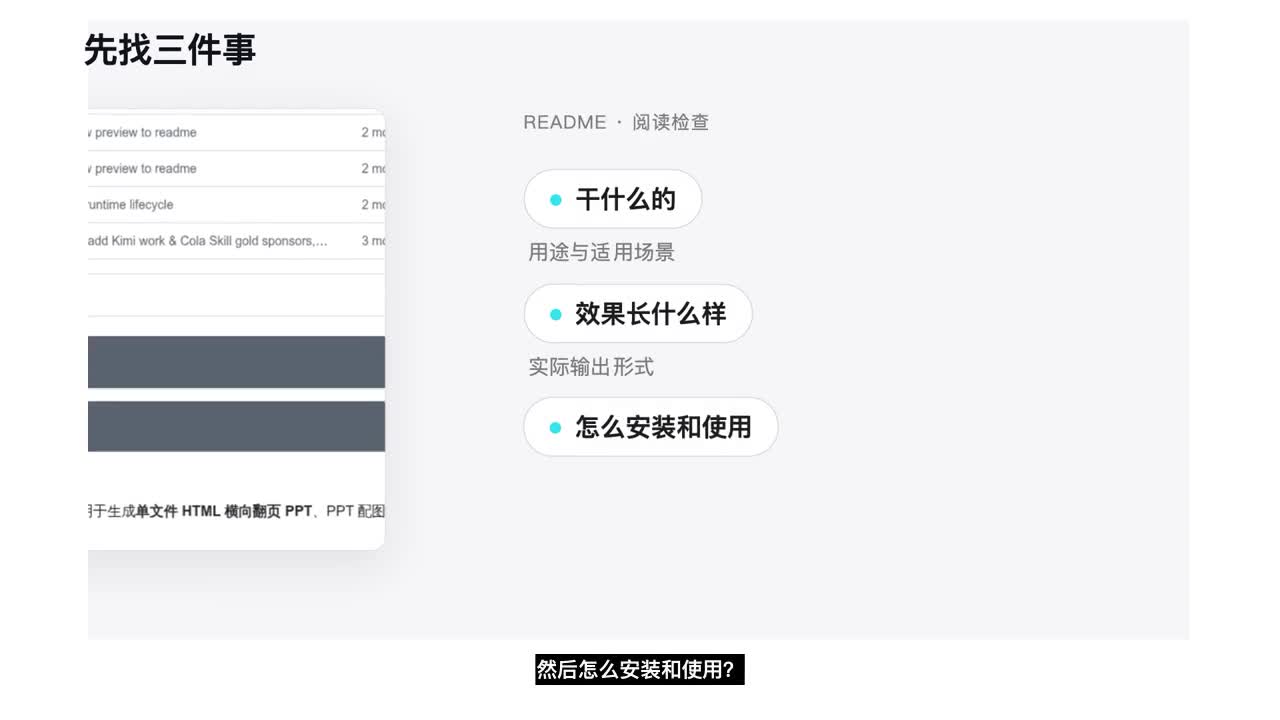 先找三件事
w preview to readme 2 mo
w preview to readme 2 mo
runtime lifecycle 2 mo
add Kimi work & Cola Skill gold sponsors,... 3 mo
用于生成单文件 HTML 横向翻页 PPT、PPT 配图
README · 阅读检查
干什么的
用途与适用场景
效果长什么样
实际输出形式
怎么安装和使用
然后怎么安装和使用?